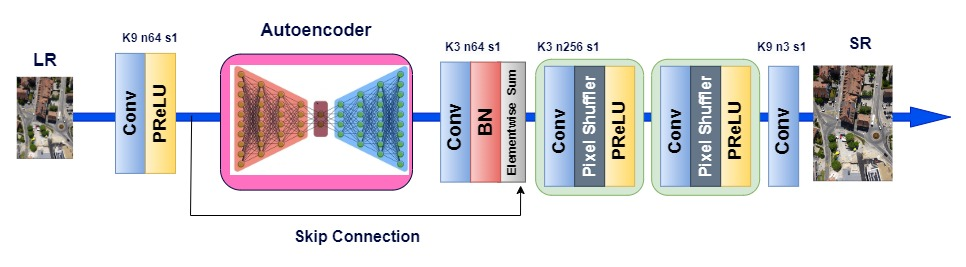 Autoencoder
K9 n64 s1
K3 n64 s1
K3 n256 s1
K9 n3 s1
SR
LR
Conv
PReLU
Conv
BN
Elementwise Sum
Conv
Pixel Shuffler
PReLU
Conv
Pixel Shuffler
PReLU
Conv
Skip Connection